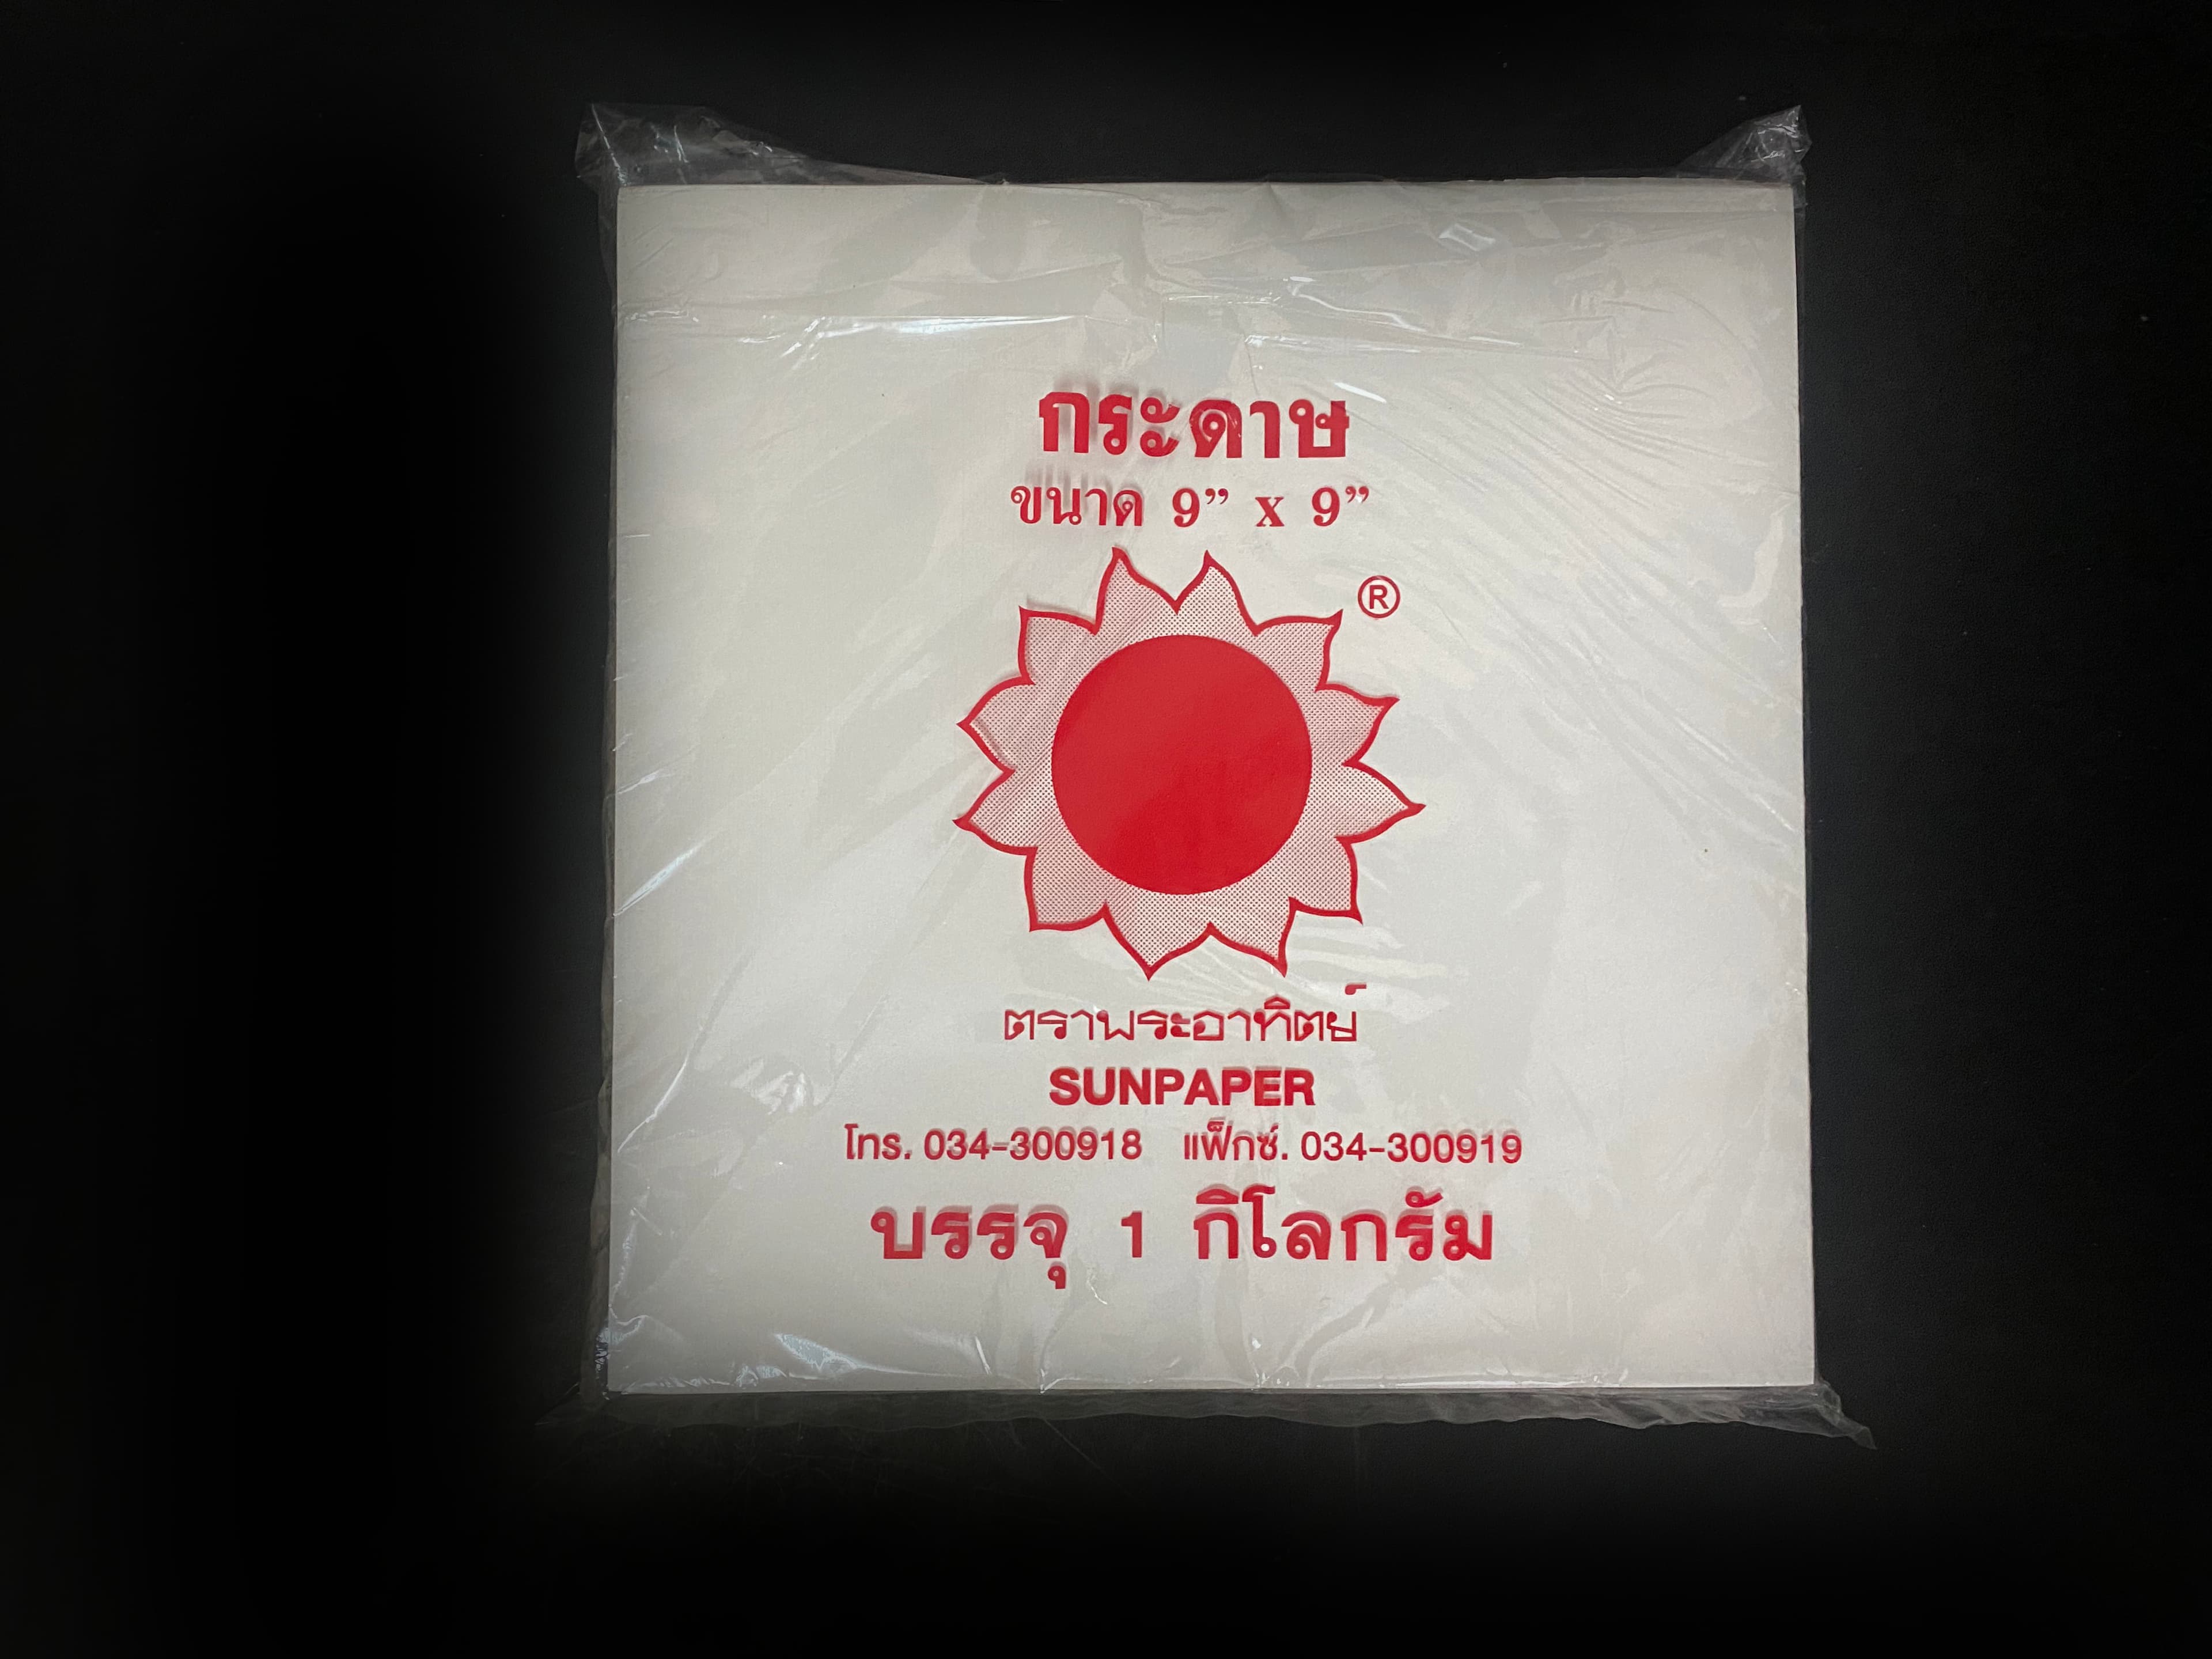 กระดาษ
ขนาด 9” x 9”
®
ตราพระอาทิตย์
SUNPAPER
โทร. 034-300918 แฟ็กซ์. 034-300919
บรรจุ 1 กิโลกรัม